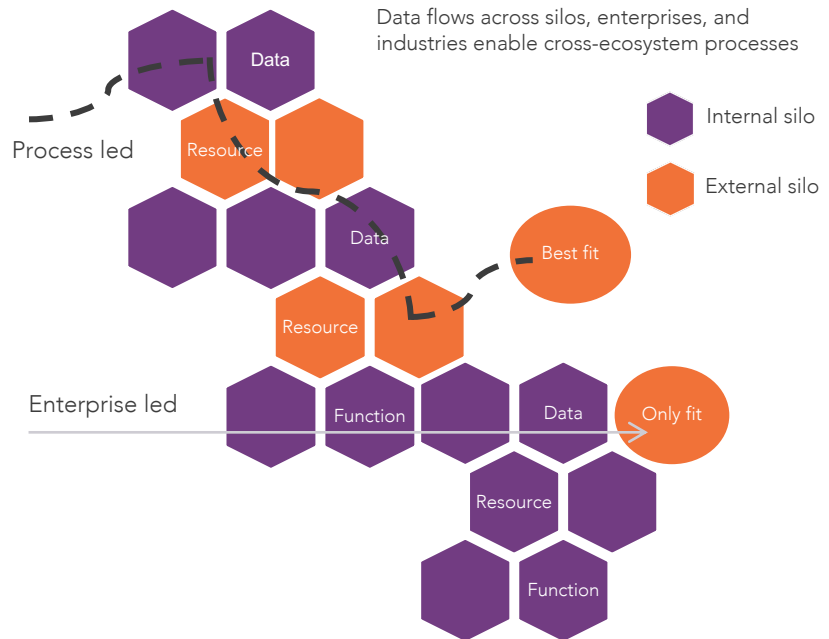 Data flows across silos, enterprises, and
industries enable cross-ecosystem processes
Data
Internal silo
Process led
Resource
External silo
Data
Best fit
Resource
Enterprise led
Function
Data
Only fit
Resource
Function